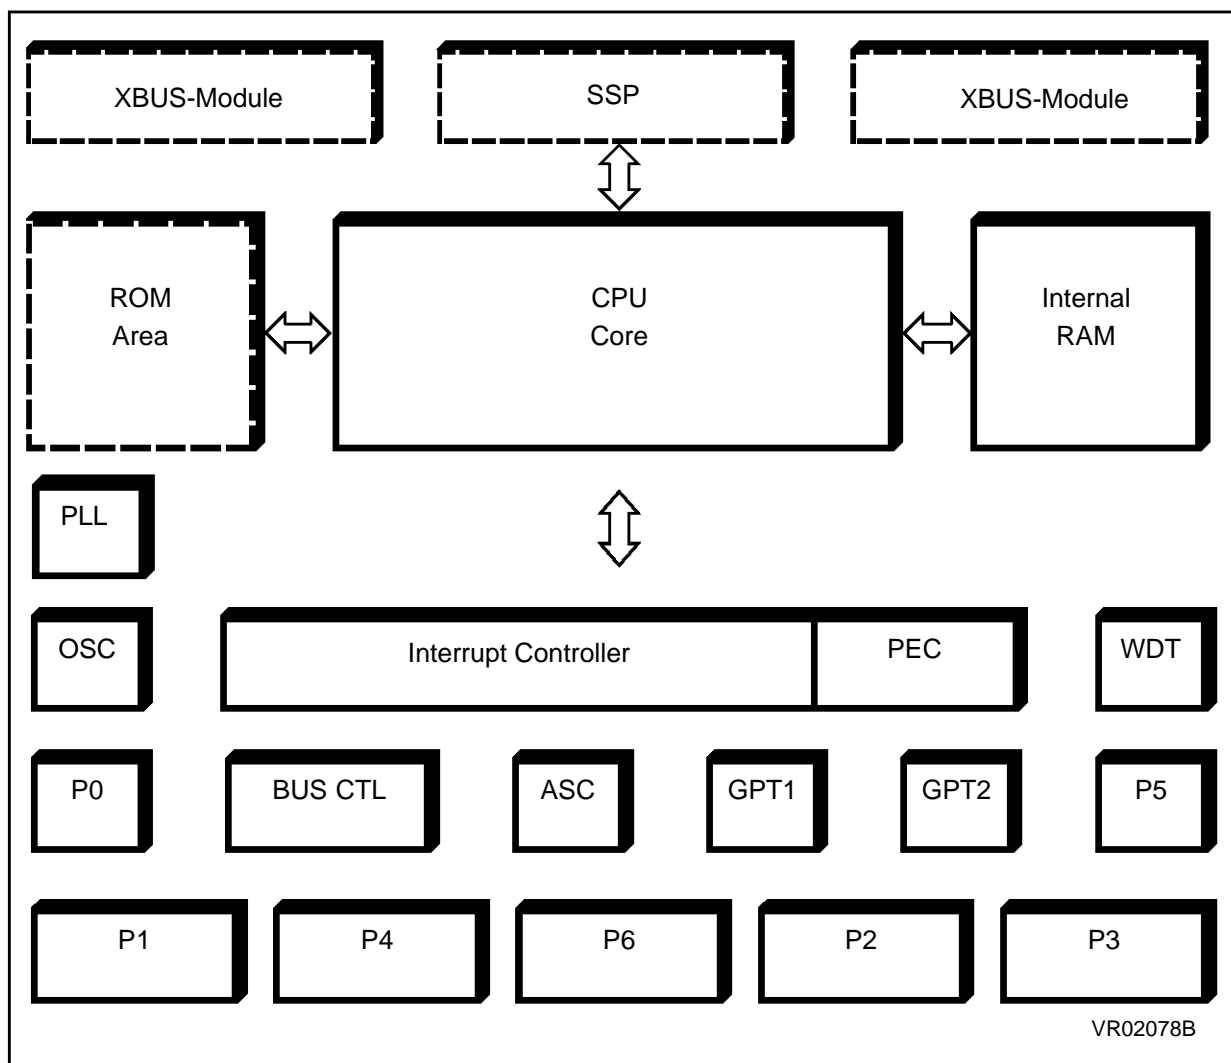 XBUS-Module
SSP
XBUS-Module
ROM
Area
CPU
Core
Internal
RAM
PLL
OSC
Interrupt Controller
PEC
WDT
P0
BUS CTL
ASC
GPT1
GPT2
P5
P1
P4
P6
P2
P3
VR02078B